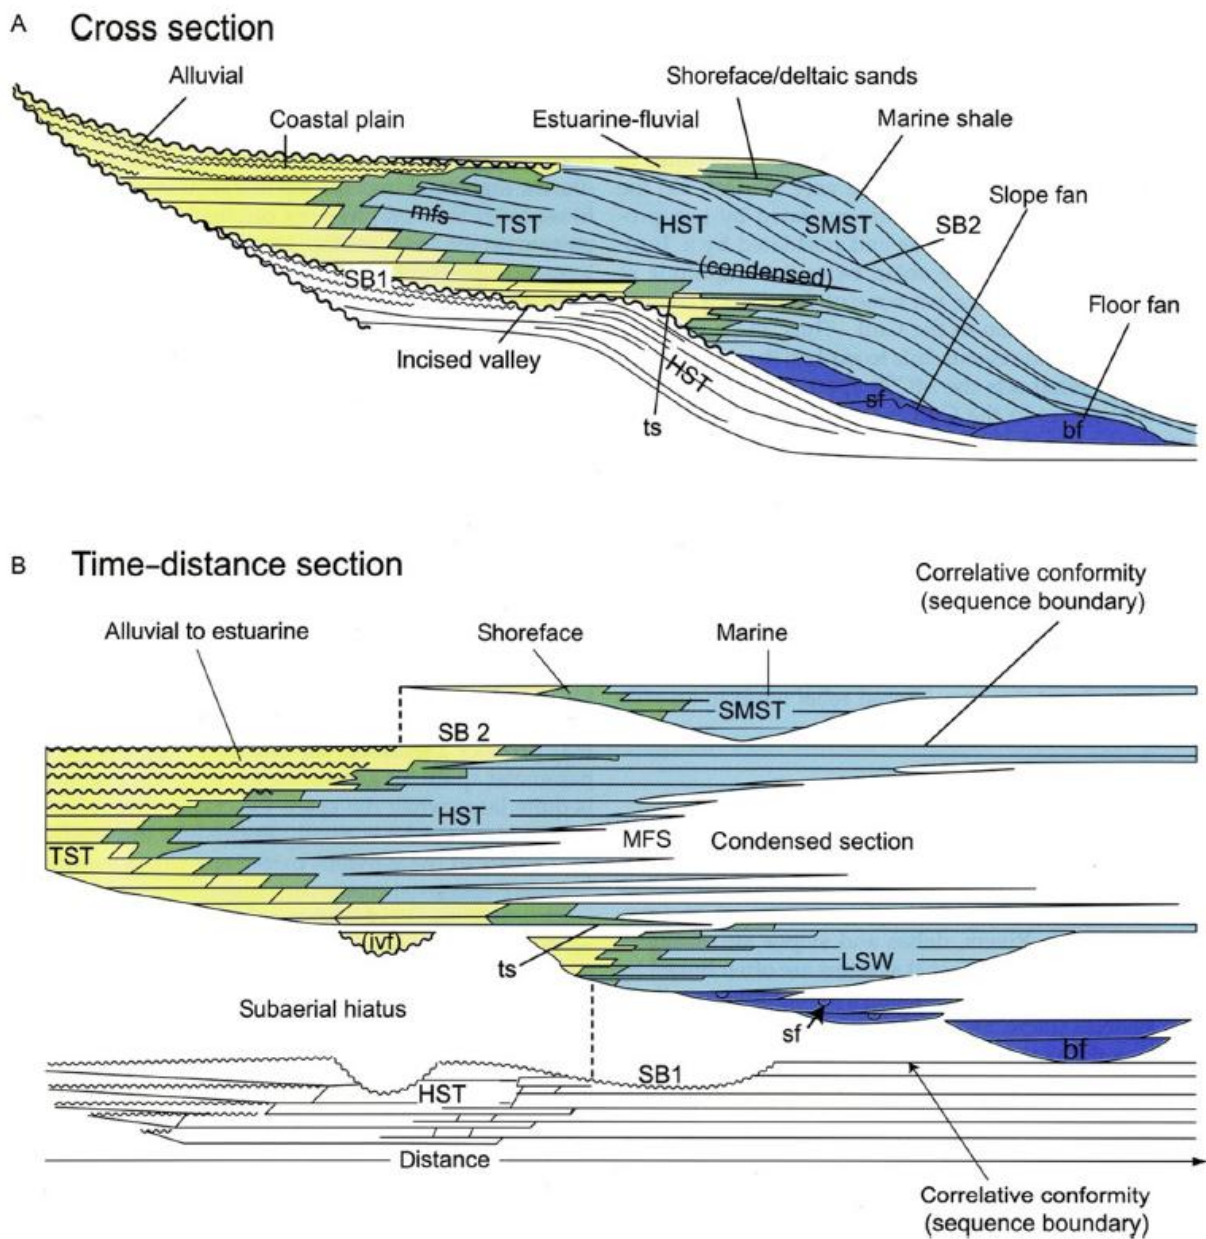 A Cross section
Alluvial
Shoreface/deltaic sands
Coastal plain
Estuarine-fluvial
Marine shale
Slope fan
mfs
TST
HST
SMST
SB2
(condensed)
SB1
Floor fan
Incised valley
HST
sf
ts
bf
B Time–distance section
Correlative conformity
(sequence boundary)
Alluvial to estuarine
Shoreface
Marine
SMST
SB 2
HST
MFS
Condensed section
TST
(ivf)
ts
LSW
Subaerial hiatus
sf
bf
SB1
HST
Distance
Correlative conformity
(sequence boundary)